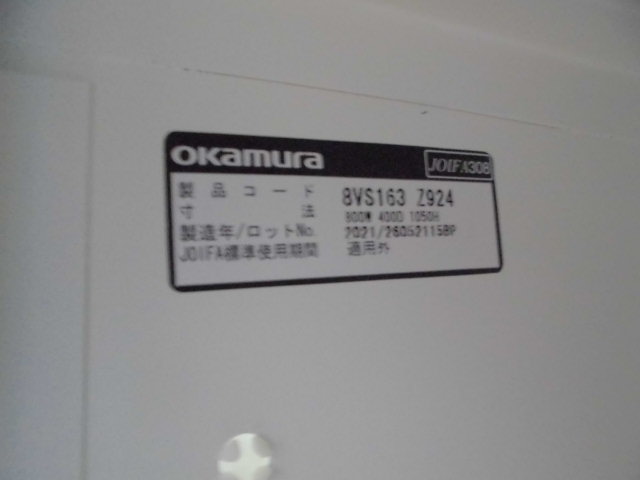 okamura
JOIFA308
製品コード 8VS163 Z924
寸法 800W 400D 1050H
製造年/ロットNo. 2021/26052115BP
JOIFA標準使用期間 適用外